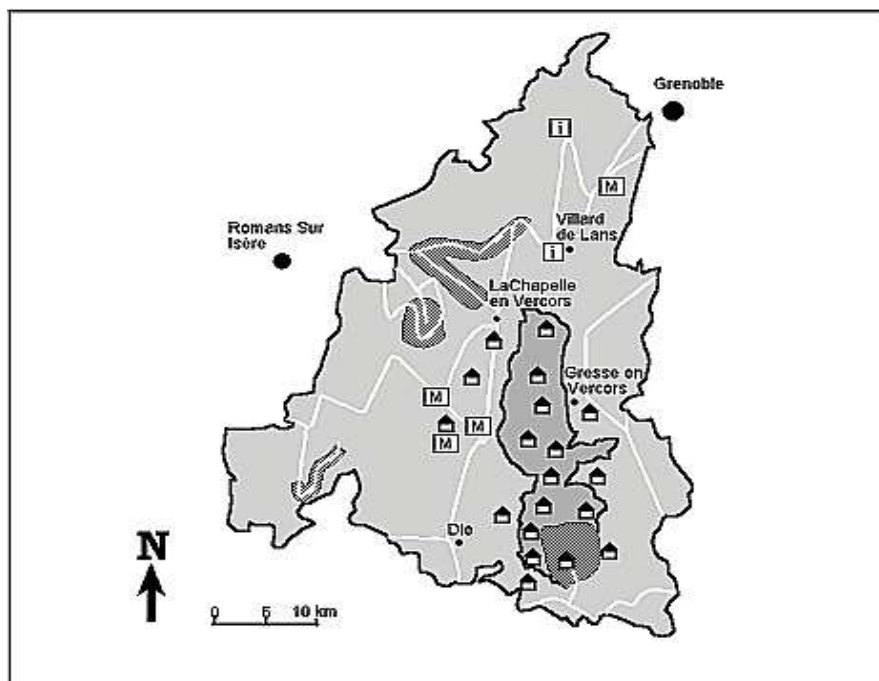 Grenoble
i
M
Romans Sur
Isère
Villard
de Lans
i
LaChapelle
en Vercors
Gresse en
Vercors
M
M
M
Die
N
0 5 10 km